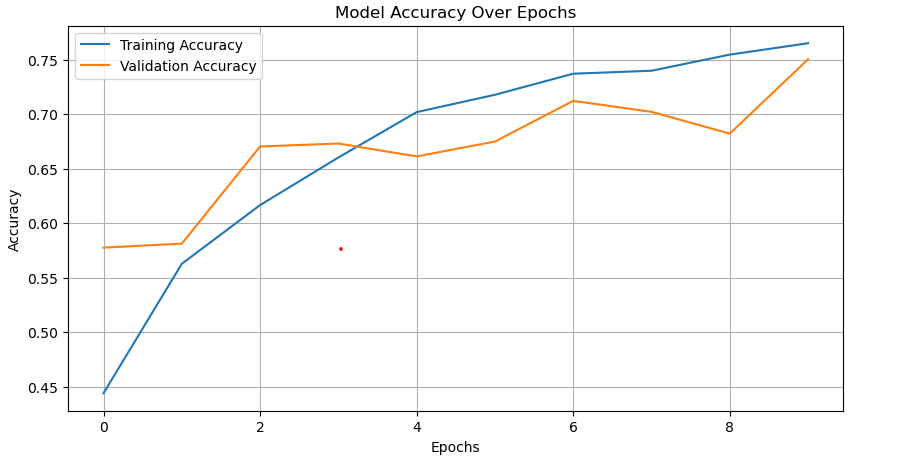 Model Accuracy Over Epochs
Training Accuracy
Validation Accuracy
0.75
0.70
0.65
0.60
0.55
0.50
0.45
Accuracy
0 2 4 6 8
Epochs